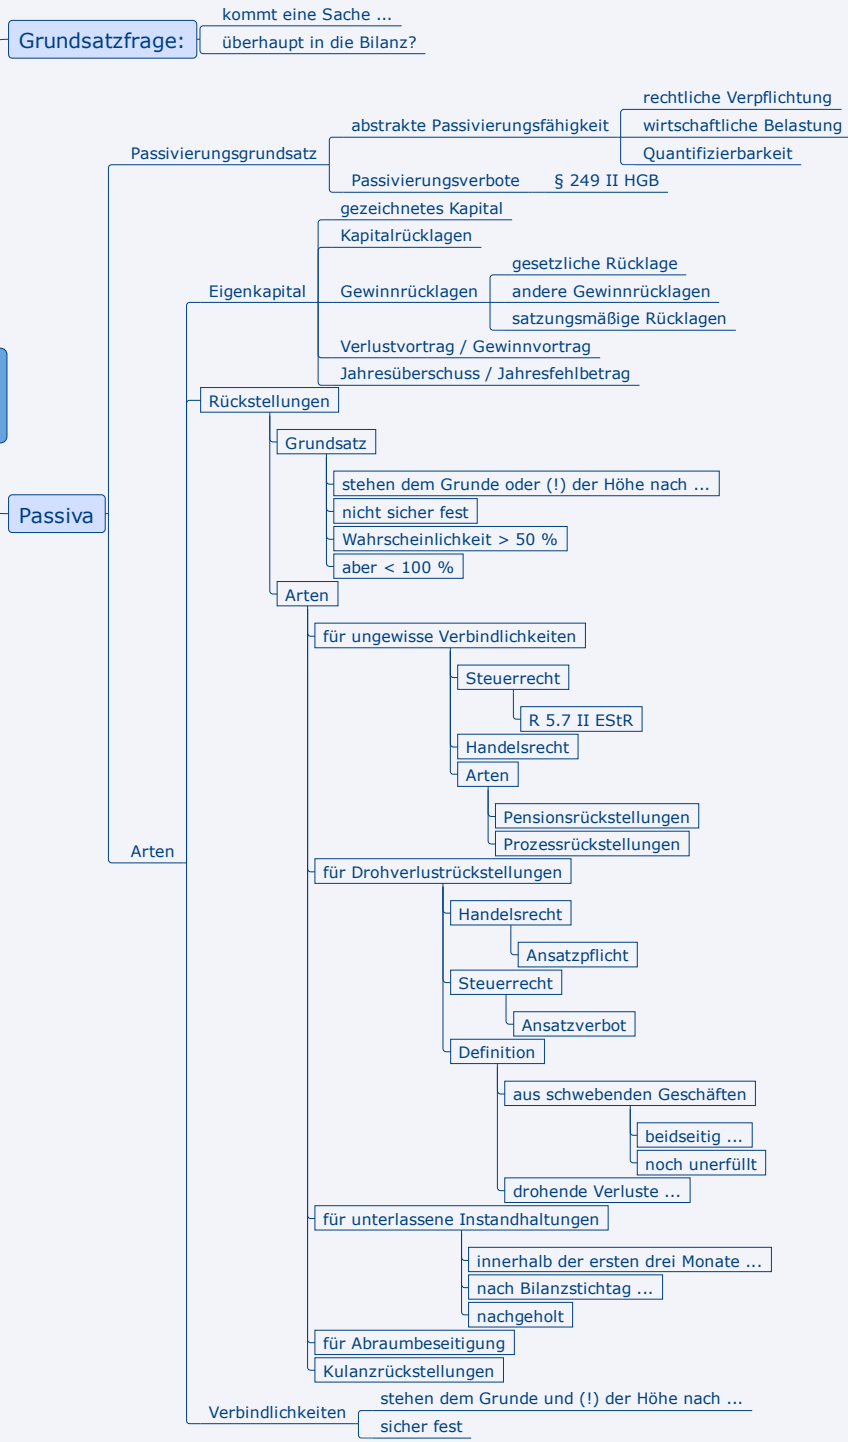 kommt eine Sache ...
Grundsatzfrage:
überhaupt in die Bilanz?
rechtliche Verpflichtung
abstrakte Passivierungsfähigkeit
wirtschaftliche Belastung
Passivierungsgrundsatz
Quantifizierbarkeit
Passivierungsverbote § 249 II HGB
gezeichnetes Kapital
Kapitalrücklagen
gesetzliche Rücklage
Eigenkapital
Gewinnrücklagen
andere Gewinnrücklagen
satzungsmäßige Rücklagen
Verlustvortrag / Gewinnvortrag
Jahresüberschuss / Jahresfehlbetrag
Rückstellungen
Grundsatz
stehen dem Grunde oder (!) der Höhe nach ...
Passiva
nicht sicher fest
Wahrscheinlichkeit > 50 %
aber < 100 %
Arten
für ungewisse Verbindlichkeiten
Steuerrecht
R 5.7 II EStR
Handelsrecht
Arten
Pensionsrückstellungen
Prozessrückstellungen
Arten
für Drohverlustrückstellungen
Handelsrecht
Ansatzpflicht
Steuerrecht
Ansatzverbot
Definition
aus schwebenden Geschäften
beidseitig ...
noch unerfüllt
drohende Verluste ...
für unterlassene Instandhaltungen
innerhalb der ersten drei Monate ...
nach Bilanzstichtag ...
nachgeholt
für Abraumbeseitigung
Kulanzrückstellungen
stehen dem Grunde und (!) der Höhe nach ...
Verbindlichkeiten
sicher fest